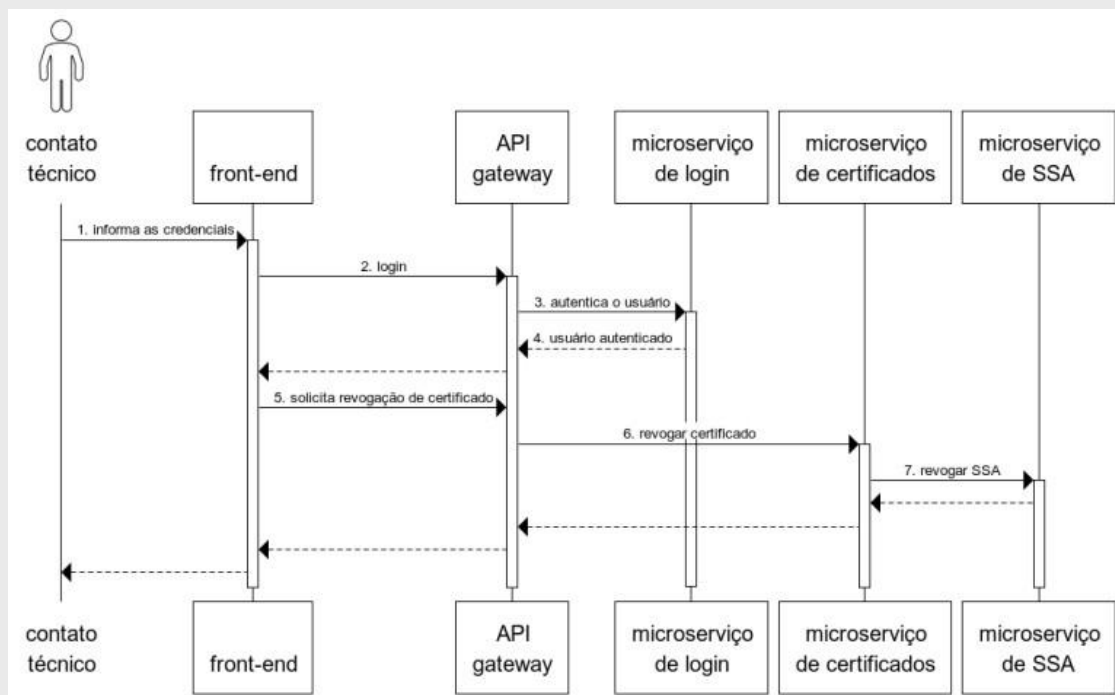 contato
técnico
front-end
API
gateway
microserviço
de login
microserviço
de certificados
microserviço
de SSA
1. informa as credenciais
2. login
3. autentica o usuário
4. usuário autenticado
5. solicita revogação de certificado
6. revogar certificado
7. revogar SSA
contato
técnico
front-end
API
gateway
microserviço
de login
microserviço
de certificados
microserviço
de SSA